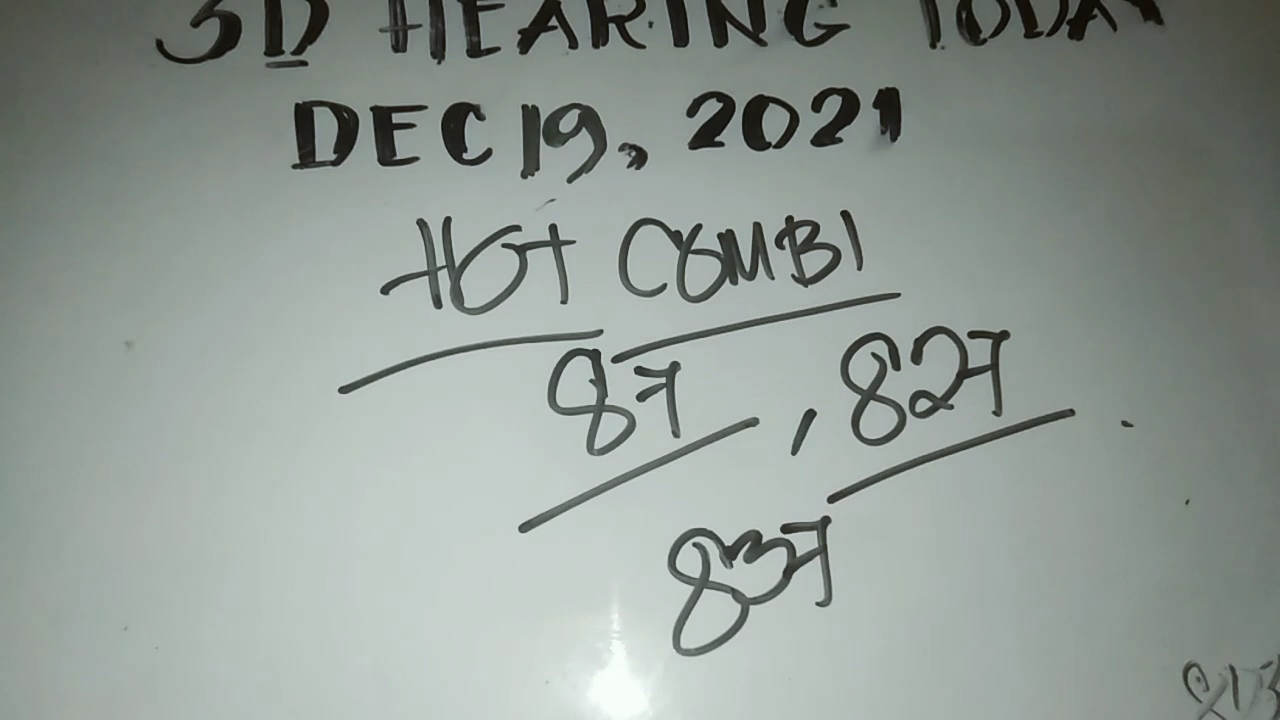 3D HEARING TODAY
DEC 19, 2021
HOT COMBI
87, 827
837